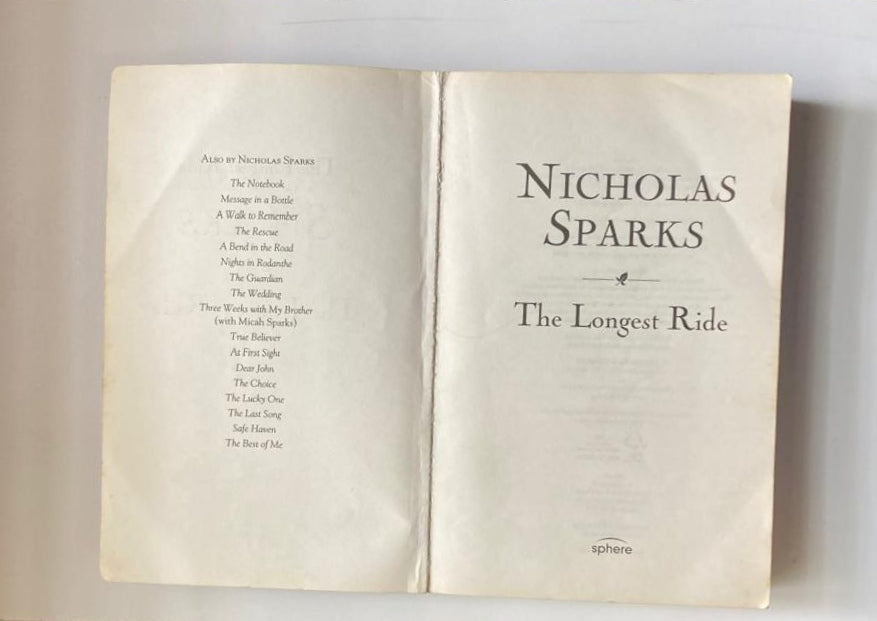 ALSO BY NICHOLAS SPARKS
The Notebook
Message in a Bottle
A Walk to Remember
The Rescue
A Bend in the Road
Nights in Rodanthe
The Guardian
The Wedding
Three Weeks with My Brother
(with Micah Sparks)
True Believer
At First Sight
Dear John
The Choice
The Lucky One
The Last Song
Safe Haven
The Best of Me
NICHOLAS
SPARKS
The Longest Ride
sphere